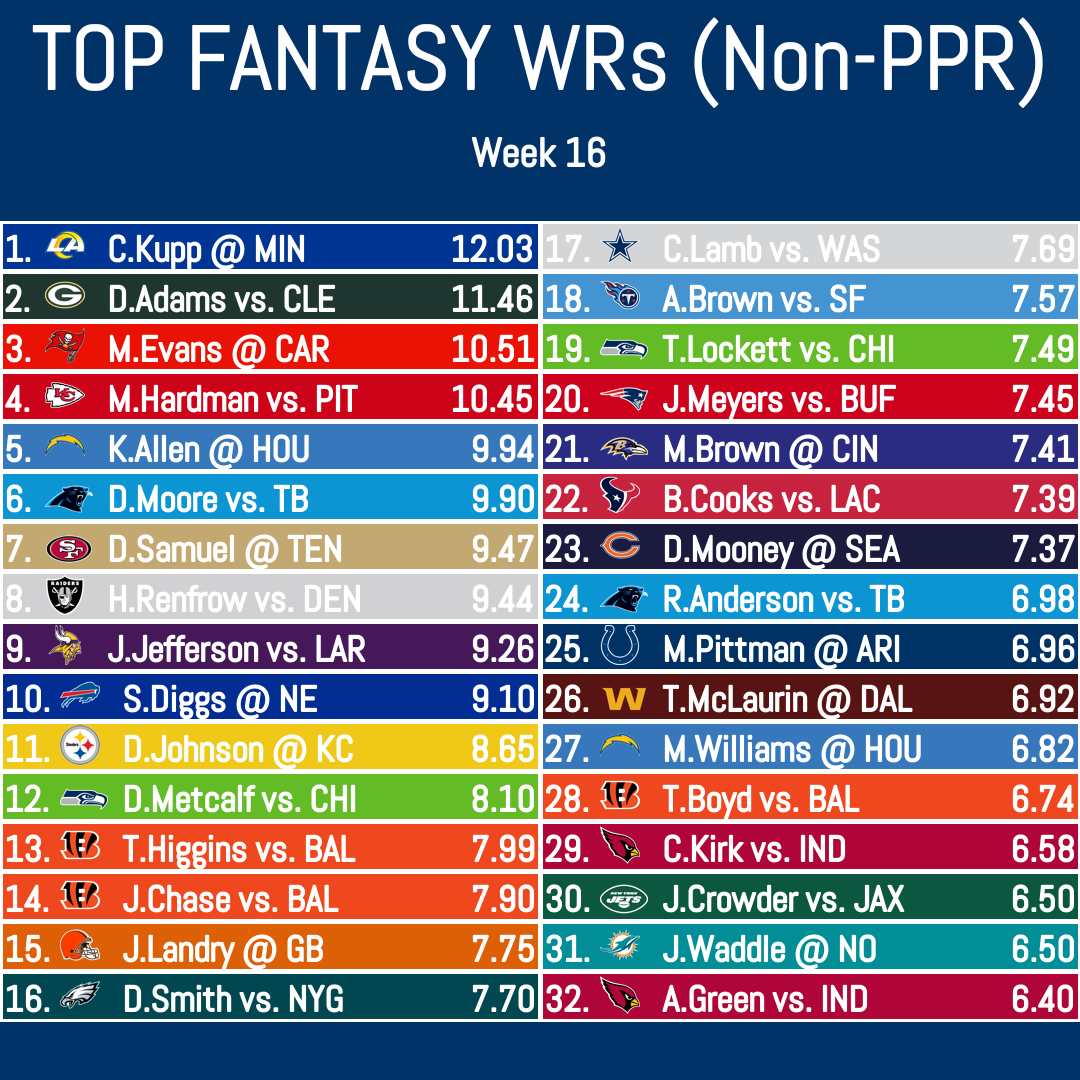 TOP FANTASY WRs (Non-PPR)
Week 16
1. C.Kupp @ MIN 12.03
2. D.Adams vs. CLE 11.46
3. M.Evans @ CAR 10.51
4. M.Hardman vs. PIT 10.45
5. K.Allen @ HOU 9.94
6. D.Moore vs. TB 9.90
7. D.Samuel @ TEN 9.47
8. H.Renfrow vs. DEN 9.44
9. J.Jefferson vs. LAR 9.26
10. S.Diggs @ NE 9.10
11. D.Johnson @ KC 8.65
12. D.Metcalf vs. CHI 8.10
13. T.Higgins vs. BAL 7.99
14. J.Chase vs. BAL 7.90
15. J.Landry @ GB 7.75
16. D.Smith vs. NYG 7.70
17. C.Lamb vs. WAS 7.69
18. A.Brown vs. SF 7.57
19. T.Lockett vs. CHI 7.49
20. J.Meyers vs. BUF 7.45
21. M.Brown @ CIN 7.41
22. B.Cooks vs. LAC 7.39
23. D.Mooney @ SEA 7.37
24. R.Anderson vs. TB 6.98
25. M.Pittman @ ARI 6.96
26. T.McLaurin @ DAL 6.92
27. M.Williams @ HOU 6.82
28. T.Boyd vs. BAL 6.74
29. C.Kirk vs. IND 6.58
30. J.Crowder vs. JAX 6.50
31. J.Waddle @ NO 6.50
32. A.Green vs. IND 6.40